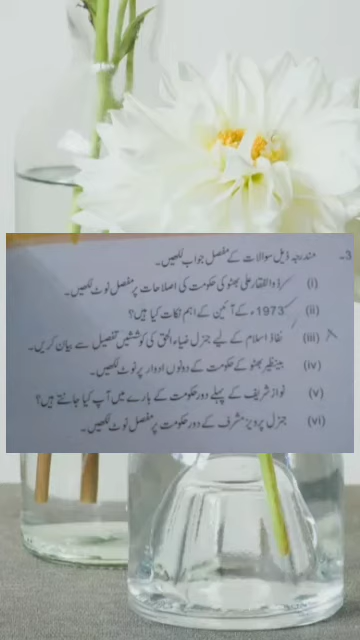 3- مندرجہ ذیل سوالات کے مفصل جواب لکھیں۔
(i) ذوالفقار علی بھٹو کی حکومت کی اصلاحات پر مفصل نوٹ لکھیں۔
(ii) 1973ء کے آئین کے اہم نکات کیا ہیں؟
(iii) نفاذ اسلام کے لیے جنرل ضیاء الحق کی کوششیں تفصیل سے بیان کریں۔
(iv) بینظیر بھٹو کے حکومت کے دونوں ادوار پر نوٹ لکھیں۔
(v) نواز شریف کے پہلے دور حکومت کے بارے میں آپ کیا جانتے ہیں؟
(vi) جنرل پرویز مشرف کے دور حکومت پر مفصل نوٹ لکھیں۔